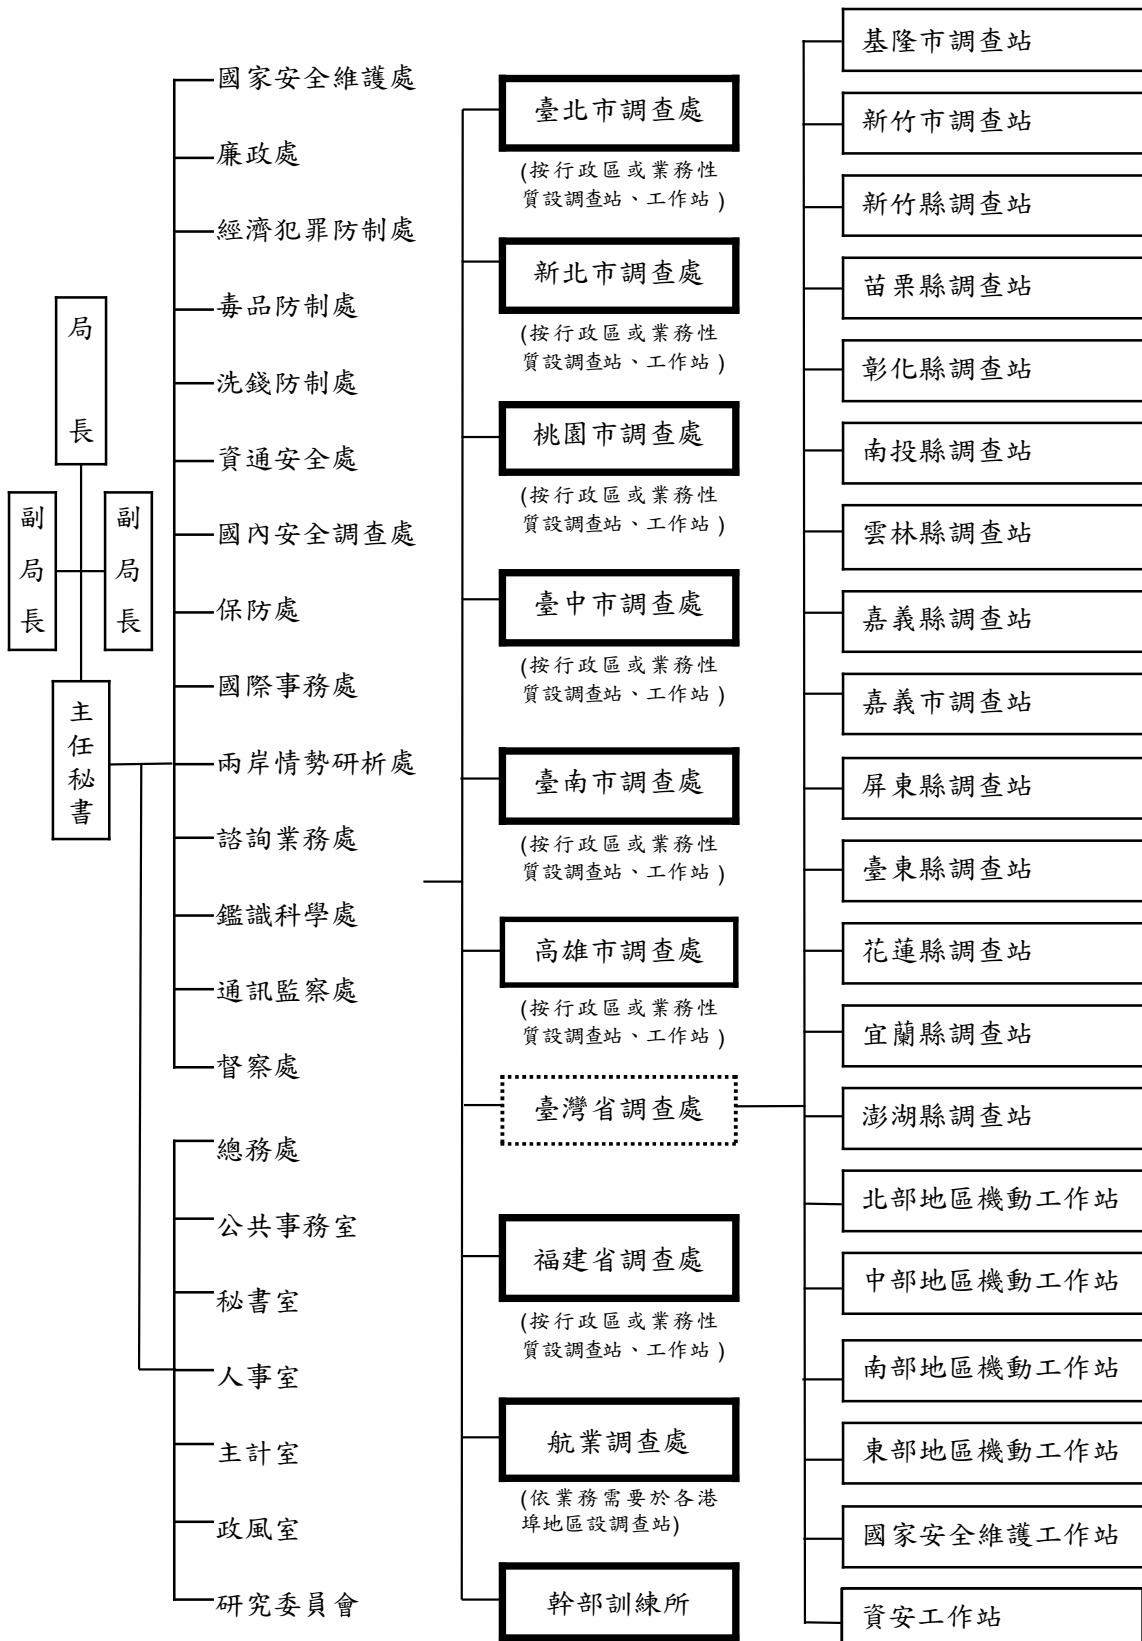 局長
副局長
副局長
主任秘書
國家安全維護處
廉政處
經濟犯罪防制處
毒品防制處
洗錢防制處
資通安全處
國內安全調查處
保防處
國際事務處
兩岸情勢研析處
諮詢業務處
鑑識科學處
通訊監察處
督察處
總務處
公共事務室
秘書室
人事室
主計室
政風室
研究委員會
臺北市調查處
(按行政區或業務性
質設調查站、工作站)
新北市調查處
(按行政區或業務性
質設調查站、工作站)
桃園市調查處
(按行政區或業務性
質設調查站、工作站)
臺中市調查處
(按行政區或業務性
質設調查站、工作站)
臺南市調查處
(按行政區或業務性
質設調查站、工作站)
高雄市調查處
(按行政區或業務性
質設調查站、工作站)
臺灣省調查處
福建省調查處
(按行政區或業務性
質設調查站、工作站)
航業調查處
(依業務需要於各港
埠地區設調查站)
幹部訓練所
基隆市調查站
新竹市調查站
新竹縣調查站
苗栗縣調查站
彰化縣調查站
南投縣調查站
雲林縣調查站
嘉義縣調查站
嘉義市調查站
屏東縣調查站
臺東縣調查站
花蓮縣調查站
宜蘭縣調查站
澎湖縣調查站
北部地區機動工作站
中部地區機動工作站
南部地區機動工作站
東部地區機動工作站
國家安全維護工作站
資安工作站